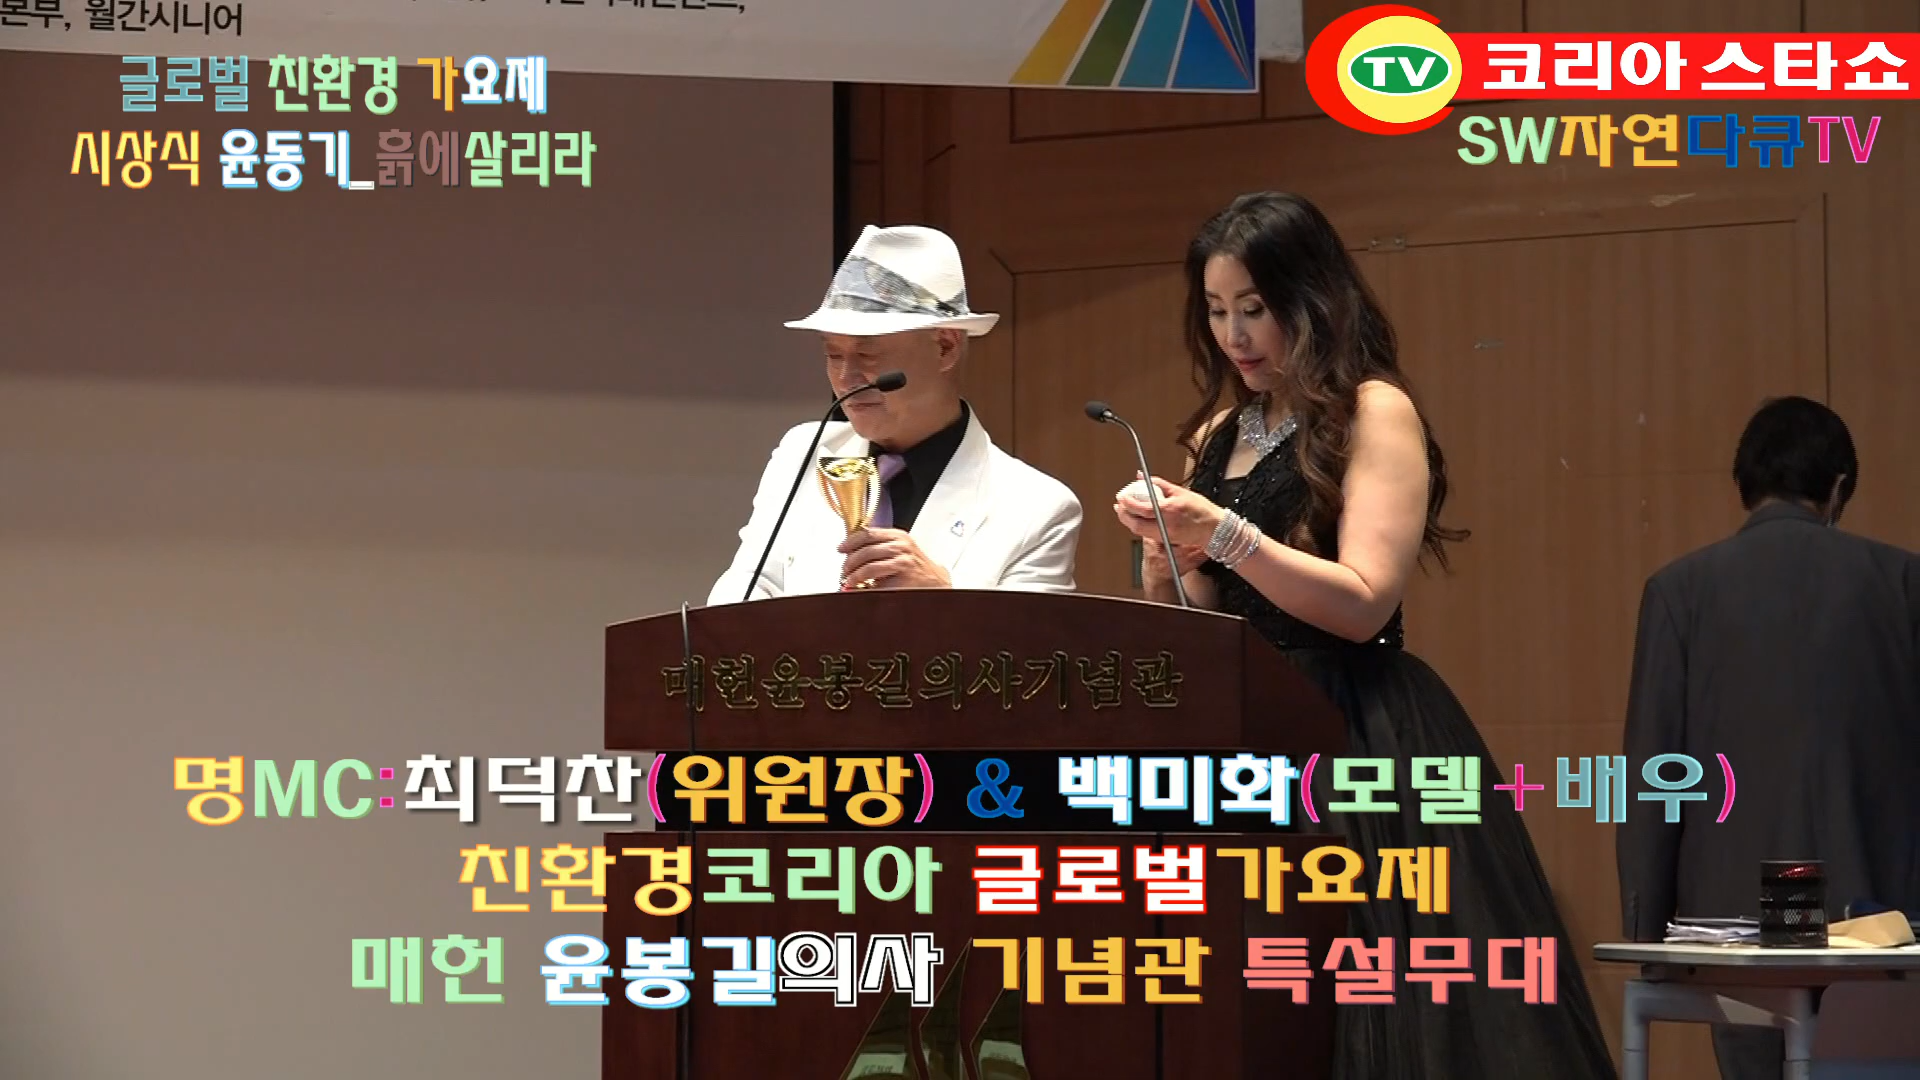 본부, 월간시니어
글로벌 친환경 가요제
시상식 윤동기_흙에살리라
TV 코리아스타쇼
SW자연다큐TV
매헌윤봉길의사기념관
명MC:최덕찬(위원장) & 백미화(모델+배우)
친환경코리아 글로벌가요제
매헌 윤봉길의사 기념관 특설무대